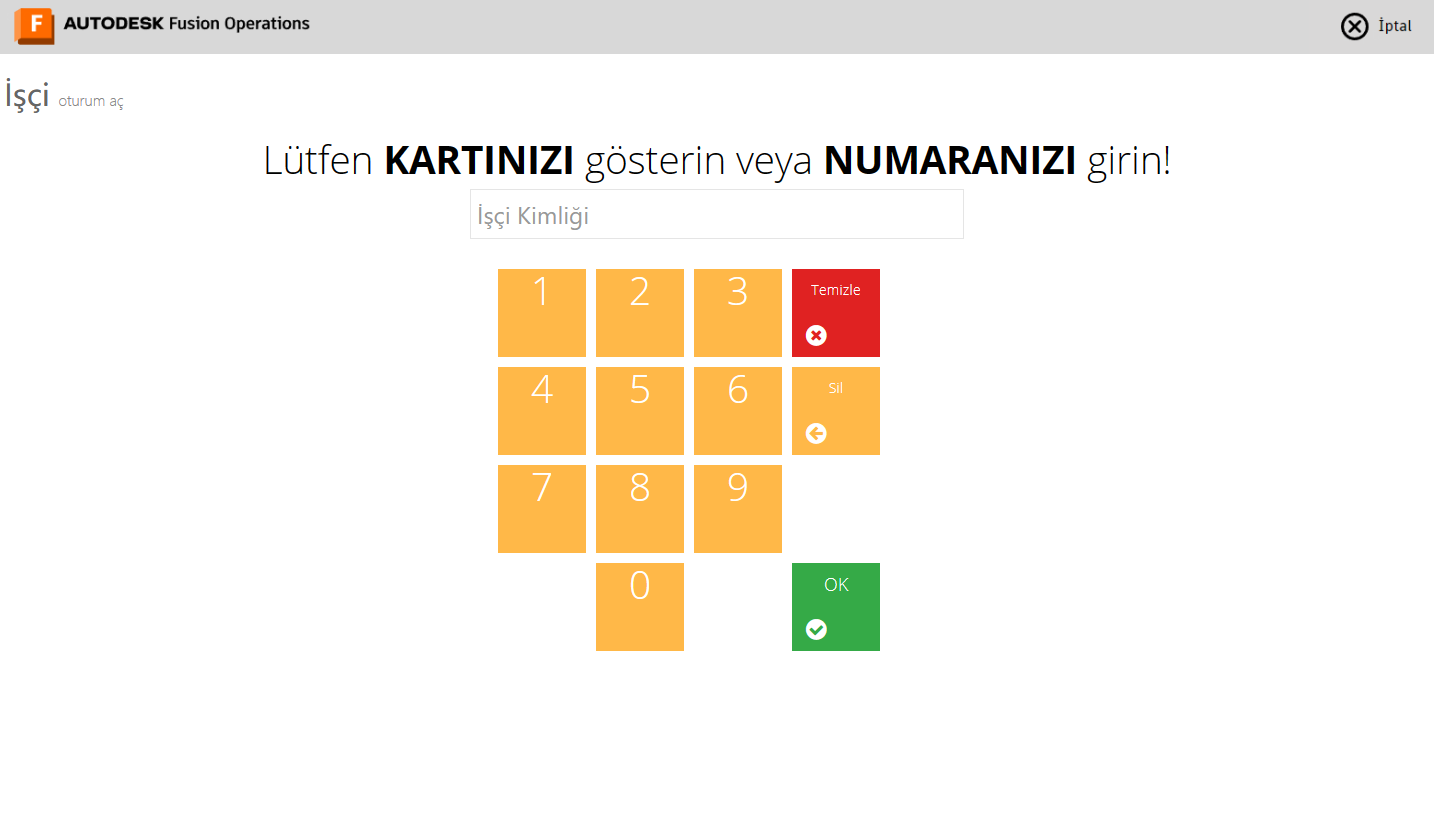 F AUTODESK Fusion Operations
İptal
İşçi oturum aç
Lütfen KARTINIZI gösterin veya NUMARANIZI girin!
İşçi Kimliği
1 2 3 Temizle
4 5 6 Sil
7 8 9
0 OK